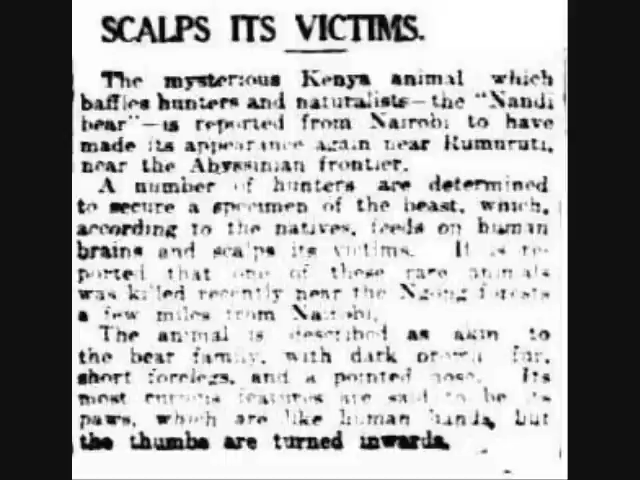 SCALPS ITS VICTIMS.
The mysterious Kenya animal which
baffles hunters and naturalists—the "Nandi
bear"—is reported from Nairobi to have
made its appearance again near Rumuruti,
near the Abyssinian frontier.
A number of hunters are determined
to secure a specimen of the beast, which,
according to the natives, feeds on human
brains and scalps its victims. It is re-
ported that one of these rare animals
was killed recently near the Ngong forests
a few miles from Nairobi.
The animal is described as akin to
the bear family, with dark brown fur,
short forelegs, and a pointed nose. Its
most curious features are said to be its
paws, which are like human hands, but
the thumbs are turned inwards.